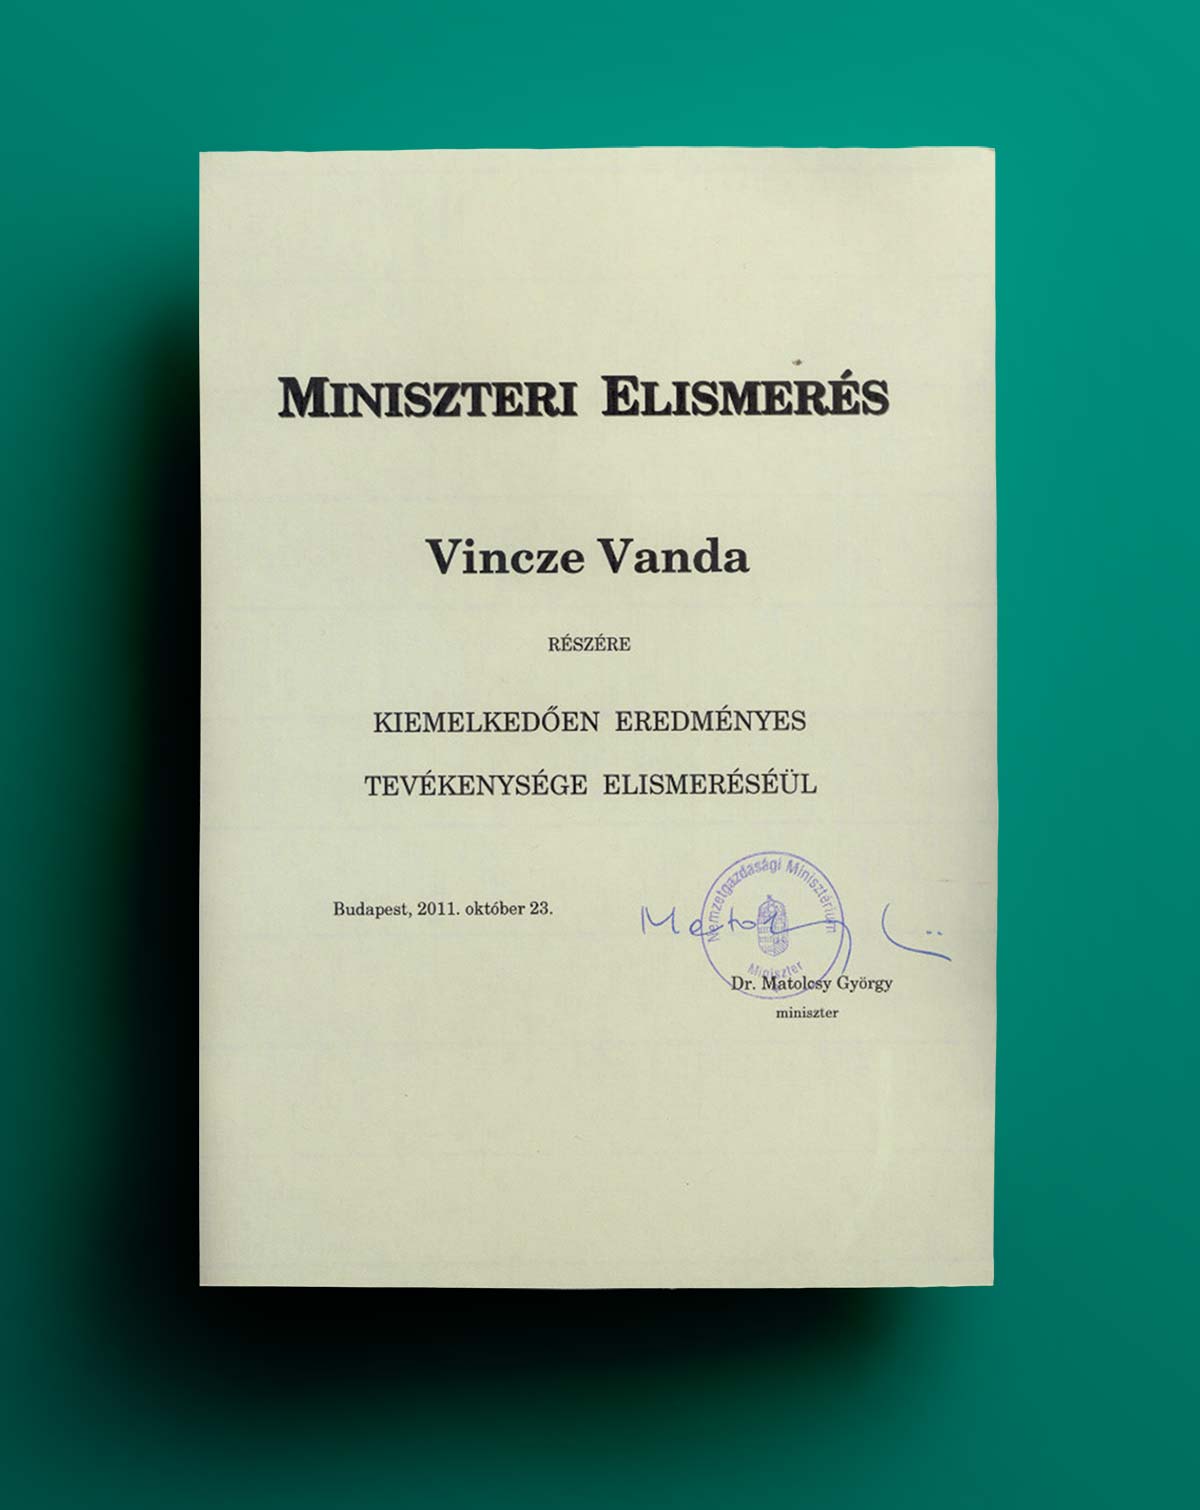 MINISZTERI ELISMERÉS
Vincze Vanda
RÉSZÉRE
KIEMELKEDŐEN EREDMÉNYES
TEVÉKENYSÉGE ELISMERÉSÉÜL
Budapest, 2011. október 23.
Nemzetgazdasági Minisztérium
Miniszter
Dr. Matolcsy György
miniszter